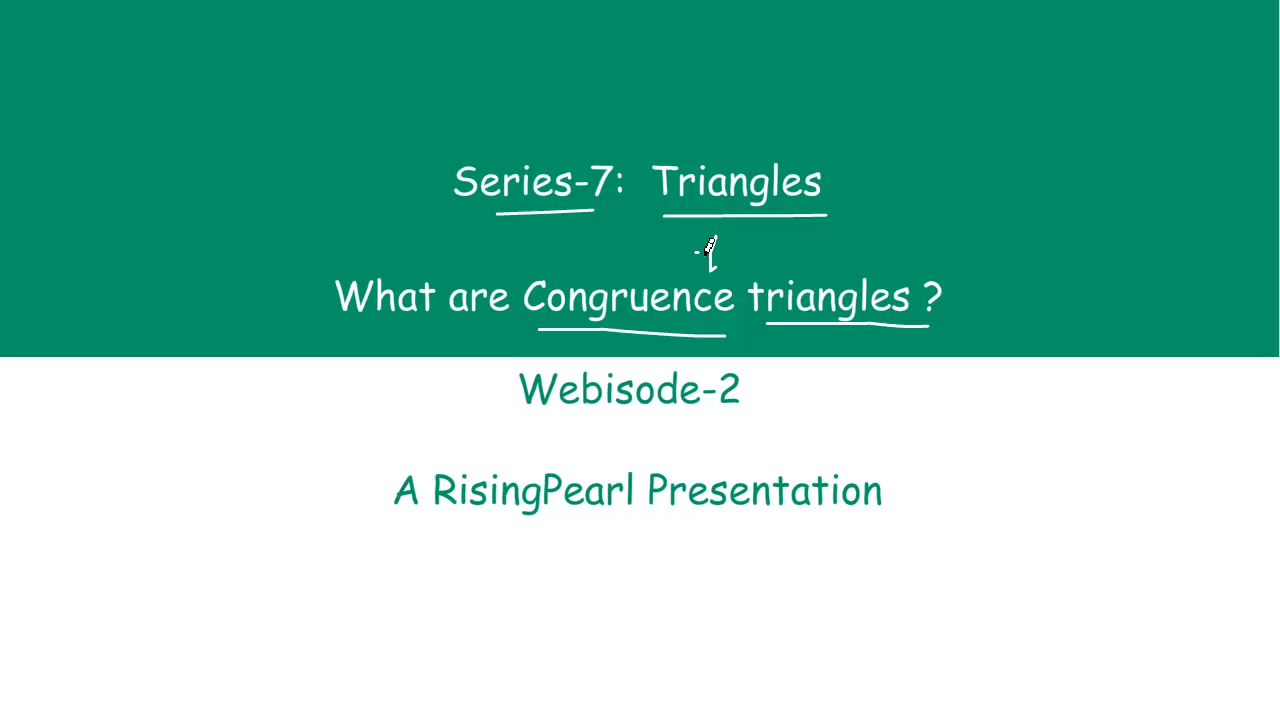 Series-7: Triangles
What are Congruence triangles ?
Webisode-2
A RisingPearl Presentation